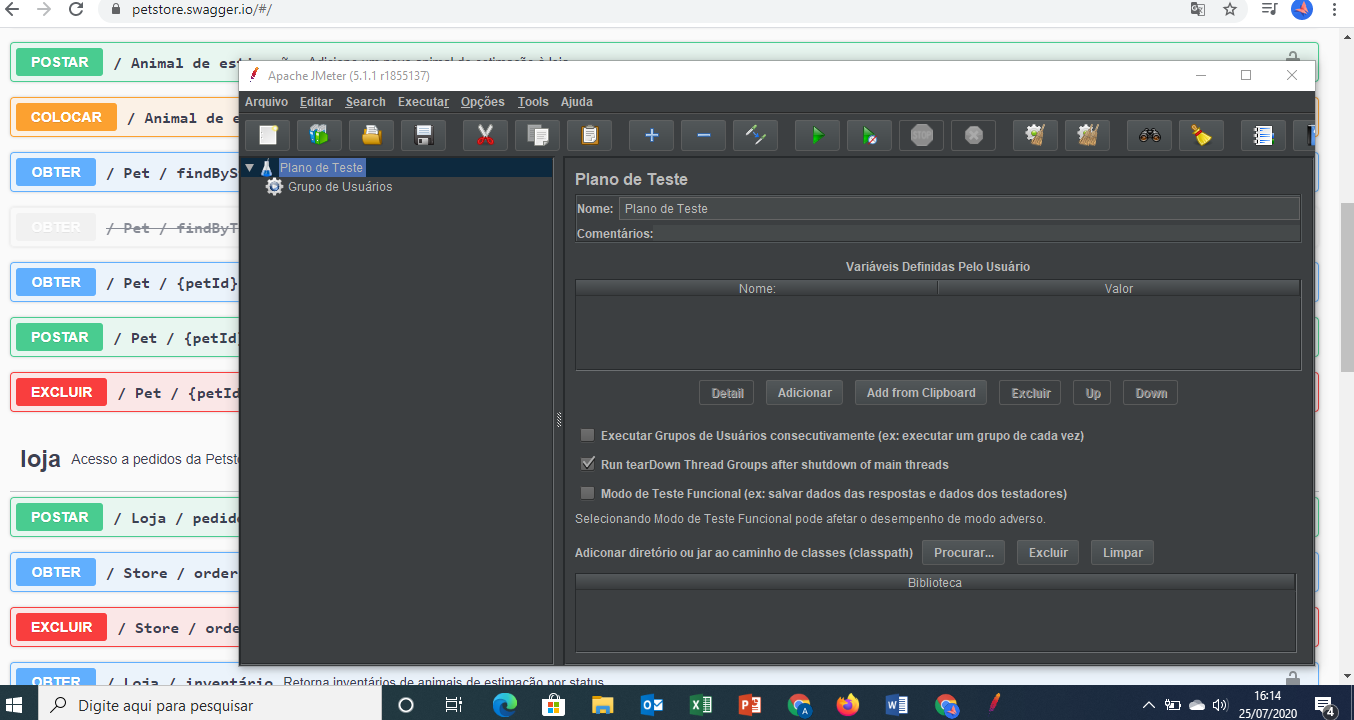 petstore.swagger.io/#/
POSTAR / Animal de
Apache JMeter (5.1.1 r1855137)
Arquivo Editar Search Executar Opções Tools Ajuda
COLOCAR / Animal de e
STOP
OBTER / Pet / findByS
OBTER / Pet / findByT
OBTER / Pet / {petId}
POSTAR / Pet / {petId}
EXCLUIR / Pet / {petId
loja Acesso a pedidos da Petsto
POSTAR / Loja / pedido
OBTER / Store / order
EXCLUIR / Store / orde
OBTER / Loja / inventário Retorna inventários de animais de estimação por status
Plano de Teste
Grupo de Usuários
Plano de Teste
Nome: Plano de Teste
Comentários:
Variáveis Definidas Pelo Usuário
Nome: Valor
Detail Adicionar Add from Clipboard Excluir Up Down
Executar Grupos de Usuários consecutivamente (ex: executar um grupo de cada vez)
Run tearDown Thread Groups after shutdown of main threads
Modo de Teste Funcional (ex: salvar dados das respostas e dados dos testadores)
Selecionando Modo de Teste Funcional pode afetar o desempenho de modo adverso.
Adiconar diretório ou jar ao caminho de classes (classpath) Procurar... Excluir Limpar
Biblioteca
Digite aqui para pesquisar
16:14
25/07/2020
4